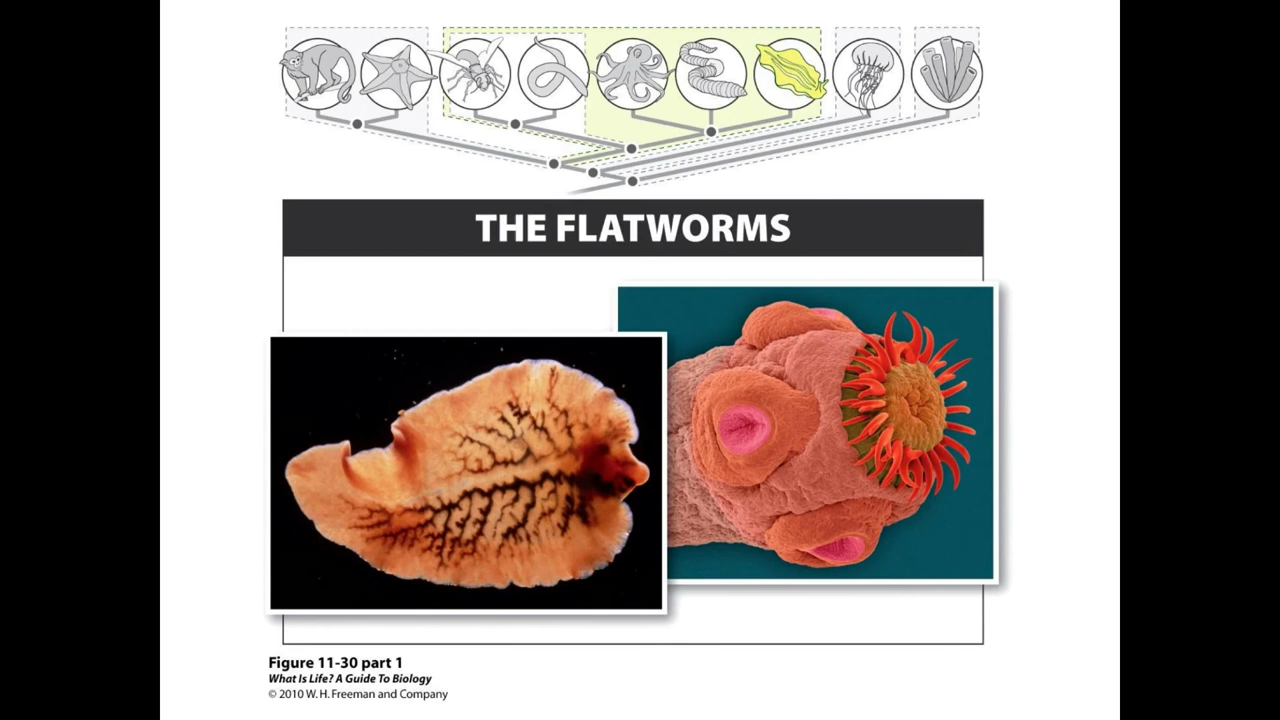 THE FLATWORMS
Figure 11-30 part 1
What Is Life? A Guide To Biology
© 2010 W. H. Freeman and Company